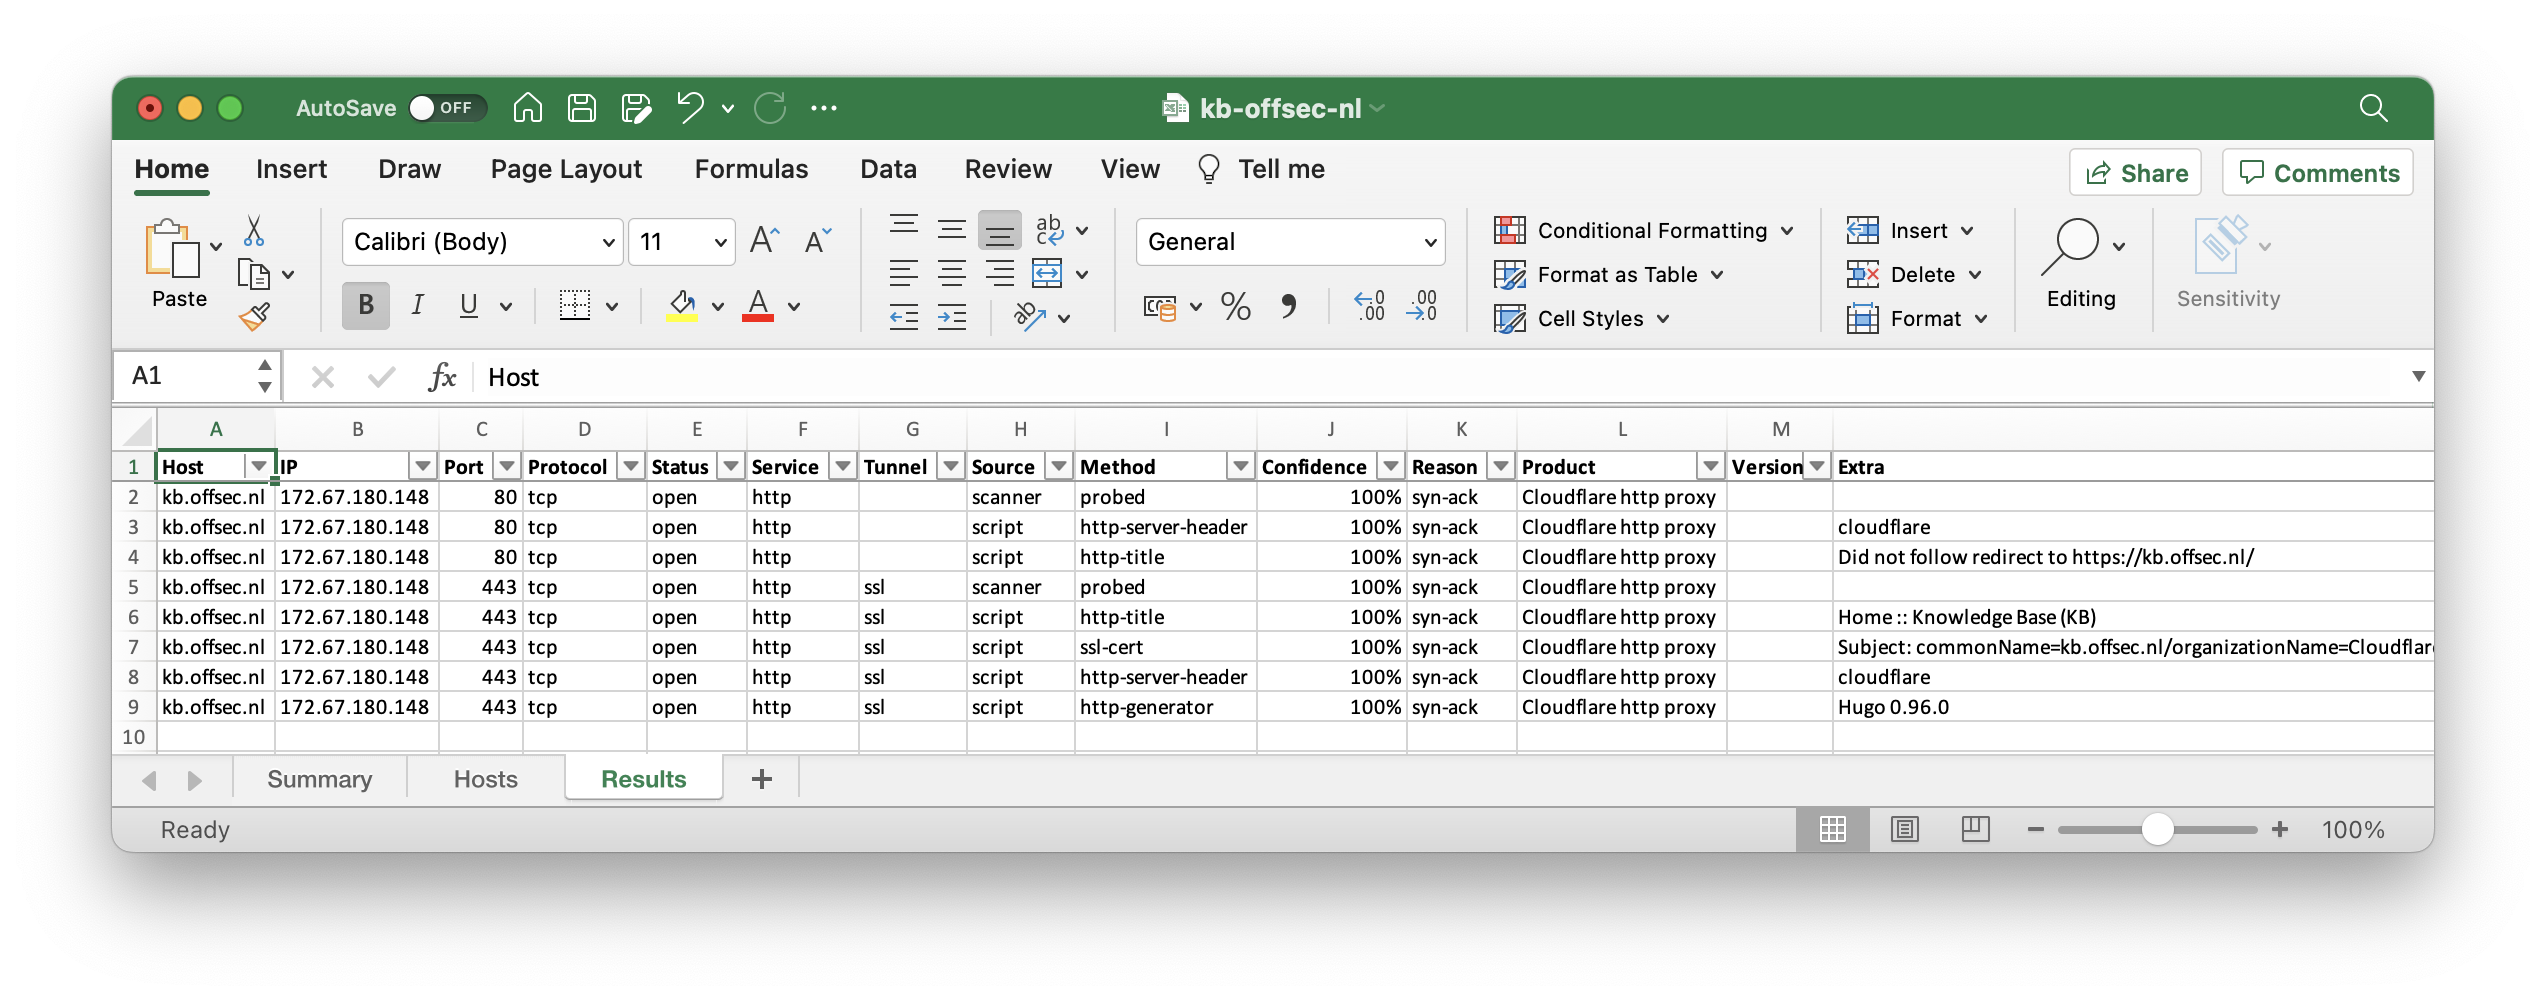 AutoSave OFF kb-offsec-nl
Home Insert Draw Page Layout Formulas Data Review View Tell me Share Comments
Paste Calibri (Body) 11 A A ab c General Conditional Formatting Insert
Format as Table Delete
B I U A ab % , .0 .00 .00 .0 Cell Styles Format Editing Sensitivity
A1 fx Host
A B C D E F G H I J K L M
1 Host IP Port Protocol Status Service Tunnel Source Method Confidence Reason Product Version Extra
2 kb.offsec.nl 172.67.180.148 80 tcp open http scanner probed 100% syn-ack Cloudflare http proxy
3 kb.offsec.nl 172.67.180.148 80 tcp open http script http-server-header 100% syn-ack Cloudflare http proxy cloudflare
4 kb.offsec.nl 172.67.180.148 80 tcp open http script http-title 100% syn-ack Cloudflare http proxy Did not follow redirect to https://kb.offsec.nl/
5 kb.offsec.nl 172.67.180.148 443 tcp open http ssl scanner probed 100% syn-ack Cloudflare http proxy
6 kb.offsec.nl 172.67.180.148 443 tcp open http ssl script http-title 100% syn-ack Cloudflare http proxy Home :: Knowledge Base (KB)
7 kb.offsec.nl 172.67.180.148 443 tcp open http ssl script ssl-cert 100% syn-ack Cloudflare http proxy Subject: commonName=kb.offsec.nl/organizationName=Cloudflar
8 kb.offsec.nl 172.67.180.148 443 tcp open http ssl script http-server-header 100% syn-ack Cloudflare http proxy cloudflare
9 kb.offsec.nl 172.67.180.148 443 tcp open http ssl script http-generator 100% syn-ack Cloudflare http proxy Hugo 0.96.0
10
Summary Hosts Results +
Ready 100%